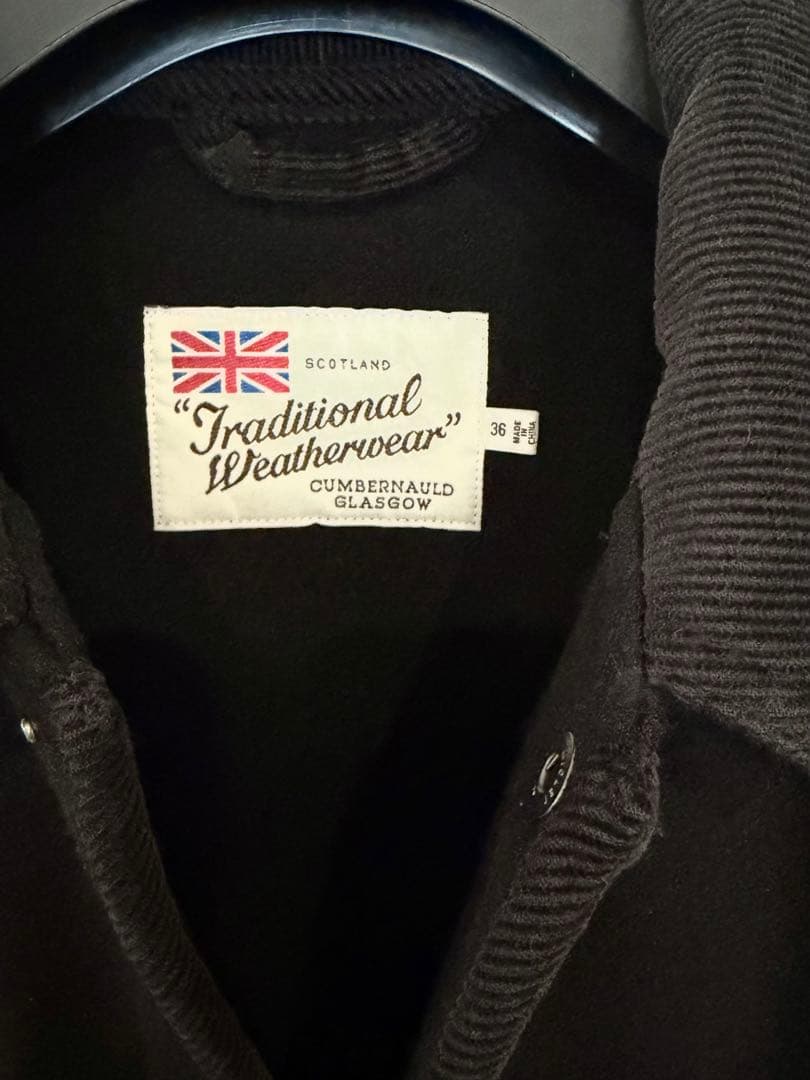 SCOTLAND
"Traditional
Weatherwear"
CUMBERNAULD
GLASGOW
36
MADE
IN
CHINA